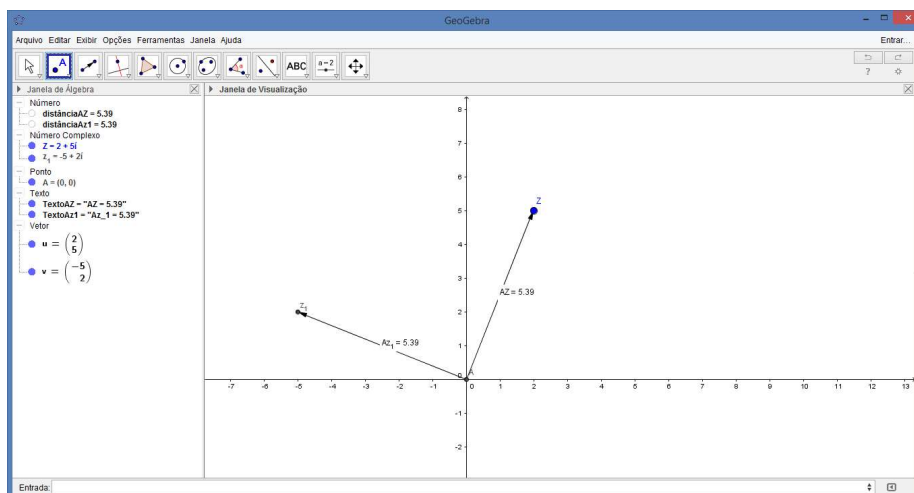 GeoGebra
Arquivo Editar Exibir Opções Ferramentas Janela Ajuda
Entrar...
A
ABC
a=2
?
Janela de Álgebra
Janela de Visualização
Número
distânciaAZ = 5.39
distânciaAz1 = 5.39
Número Complexo
Z = 2 + 5í
z₁ = -5 + 2í
Ponto
A = (0, 0)
Texto
TextoAZ = "AZ = 5.39"
TextoAz1 = "Az_1 = 5.39"
Vetor
u = (2
5)
v = (−5
2)
8
7
6
5
4
3
2
1
0
-1
-2
Z
AZ = 5.39
z₁
Az₁ = 5.39
A
-7 -6 -5 -4 -3 -2 -1 0 1 2 3 4 5 6 7 8 9 10 11 12 13
Entrada: